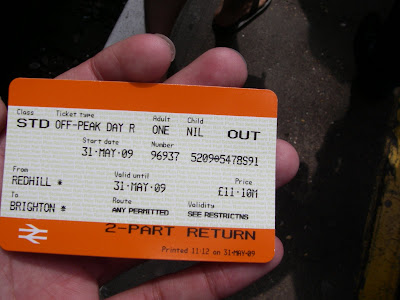 Class Ticket type Adult Child
STD OFF-PEAK DAY R ONE NIL OUT
Start date Number
31·MAY·09 96937 520905478S91
From Valid until Price
REDHILL * 31·MAY·09 £11·10M
To Route Validity
BRIGHTON * ANY PERMITTED SEE RESTRICTNS
2-PART RETURN
Printed 11:12 on 31·MAY·09